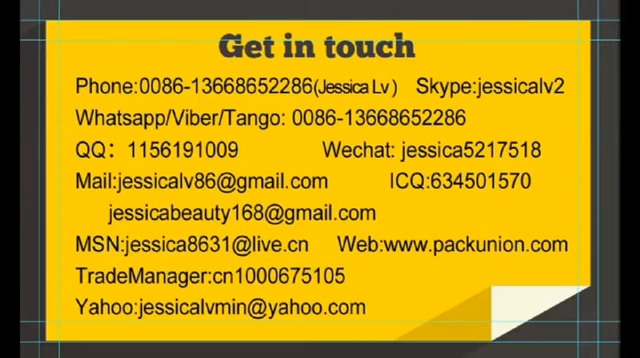 Get in touch
Phone:0086-13668652286(Jessica Lv ) Skype:jessicalv2
Whatsapp/Viber/Tango: 0086-13668652286
QQ：1156191009 Wechat: jessica5217518
Mail:jessicalv86@gmail.com ICQ:634501570
jessicabeauty168@gmail.com
MSN:jessica8631@live.cn Web:www.packunion.com
TradeManager:cn1000675105
Yahoo:jessicalvmin@yahoo.com